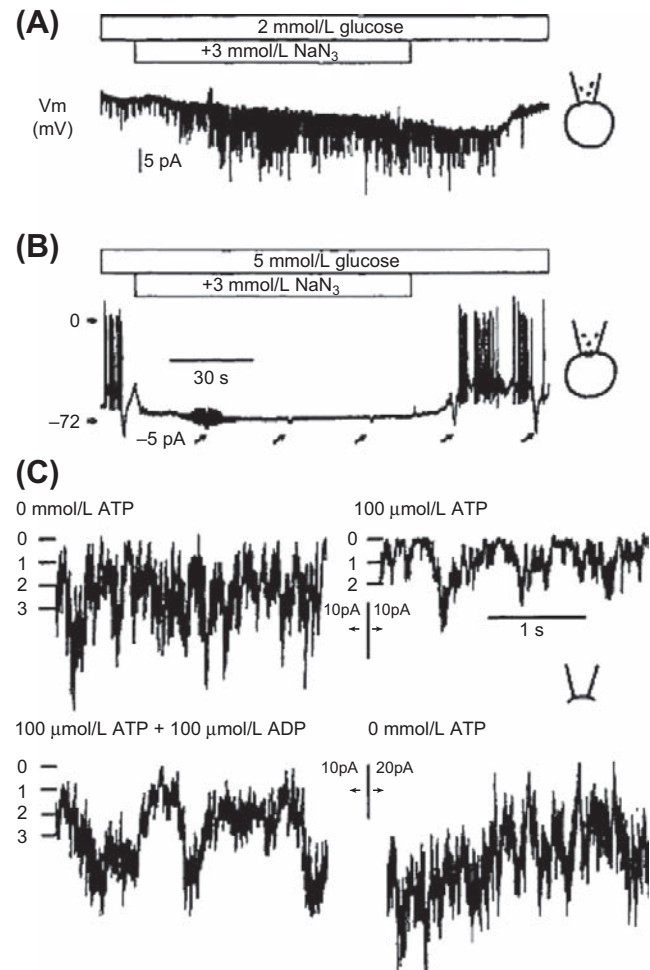 (A)
2 mmol/L glucose
+3 mmol/L NaN₃
Vm
(mV)
5 pA
(B)
5 mmol/L glucose
+3 mmol/L NaN₃
0
30 s
–72
–5 pA
(C)
0 mmol/L ATP
100 μmol/L ATP
0
1
2
3
0
1
2
10pA
10pA
1 s
100 μmol/L ATP + 100 μmol/L ADP
0 mmol/L ATP
0
1
2
3
10pA
20pA